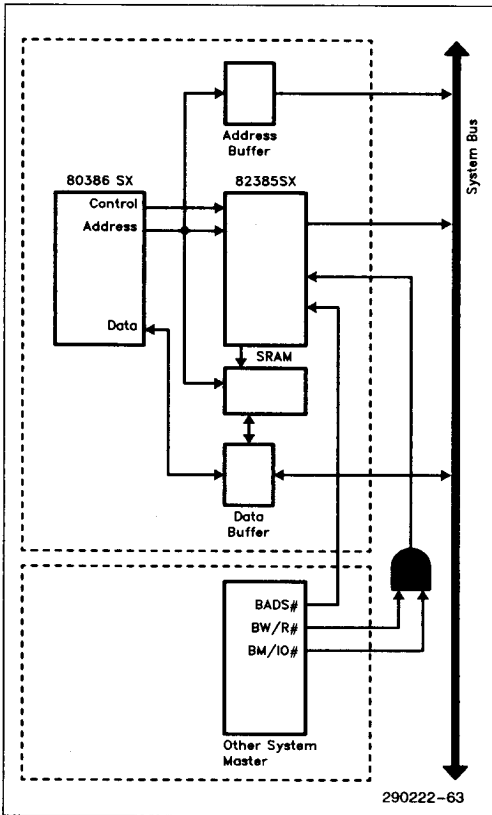 Address
Buffer
System Bus
80386 SX
82385SX
Control
Address
Data
SRAM
Data
Buffer
BADS#
BW/R#
BM/IO#
Other System
Master
290222-63